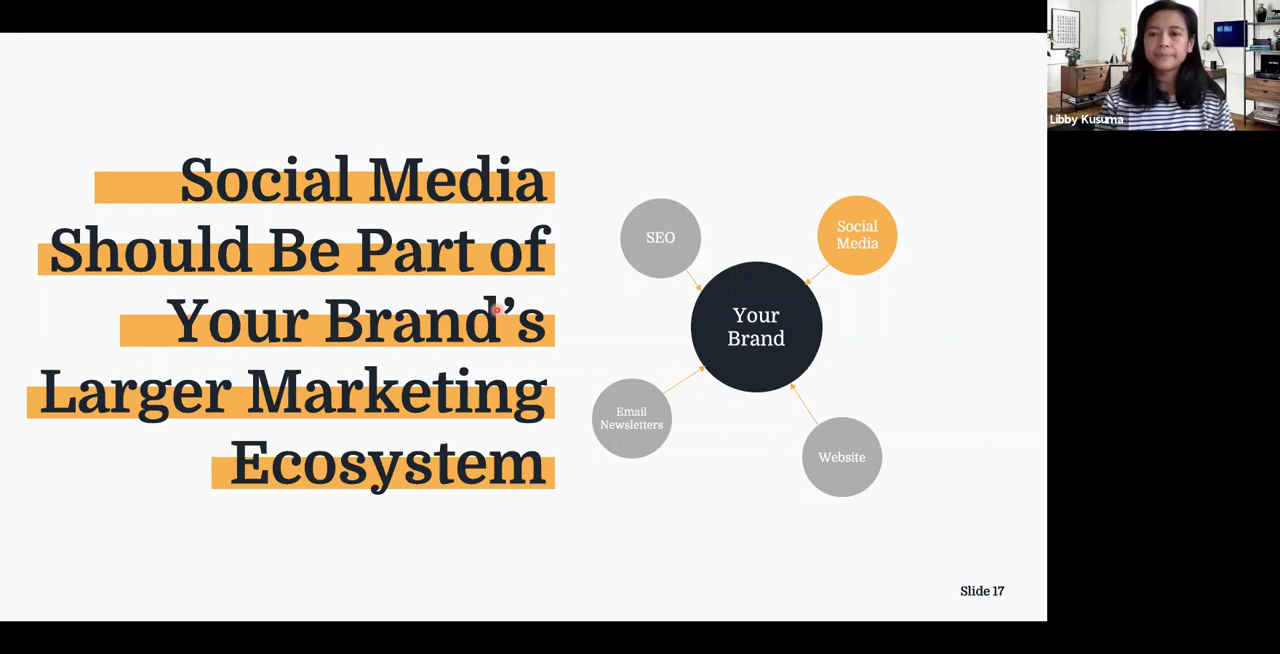 Social Media
Should Be Part of
Your Brand’s
Larger Marketing
Ecosystem
SEO
Social
Media
Your
Brand
Email
Newsletters
Website
Slide 17
Libby Kusuma